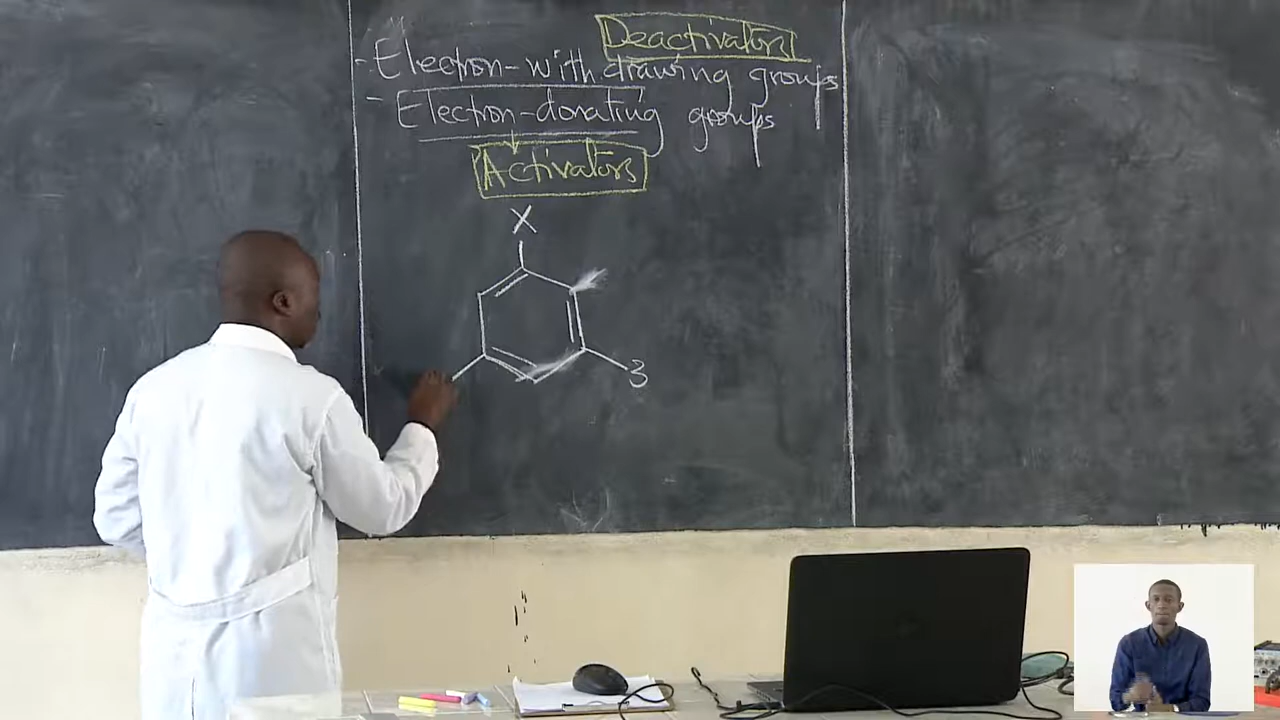 Deactivators
- Electron-withdrawing groups
- Electron-donating groups
Activators
X
3